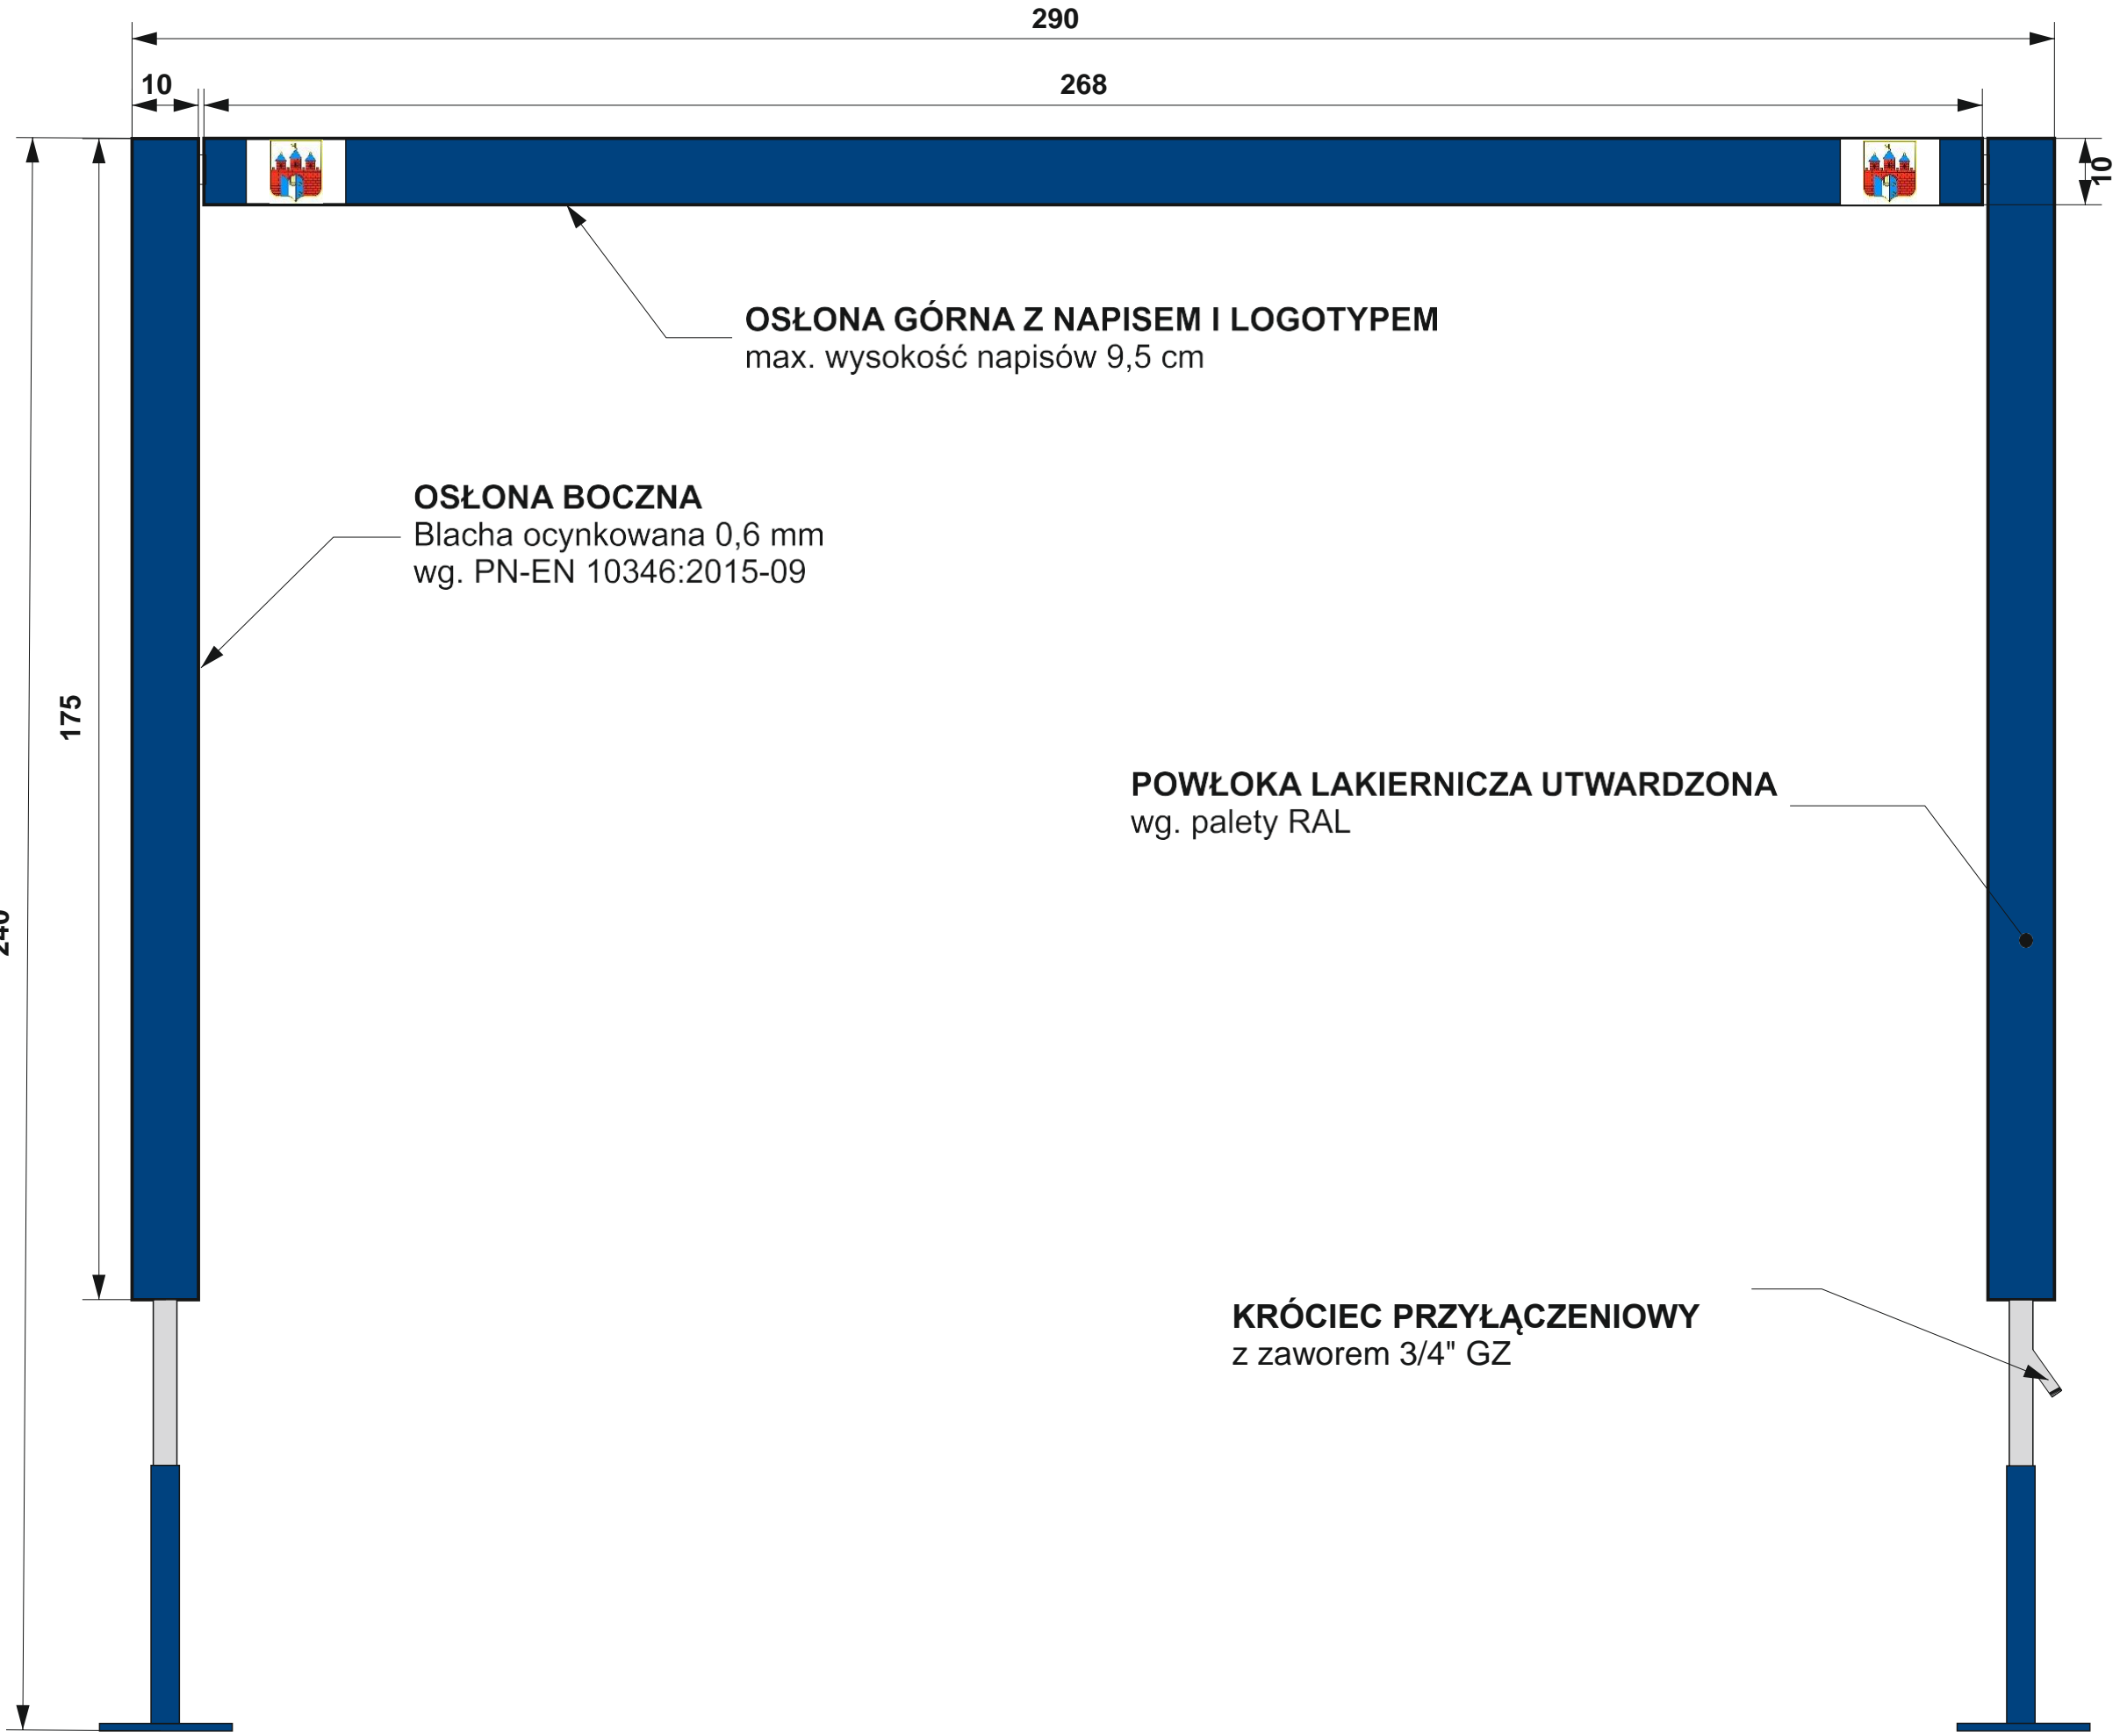 290
10
268
10
OSŁONA GÓRNA Z NAPISEM I LOGOTYPEM
max. wysokość napisów 9,5 cm
OSŁONA BOCZNA
Blacha ocynkowana 0,6 mm
wg. PN-EN 10346:2015-09
175
POWŁOKA LAKIERNICZA UTWARDZONA
wg. palety RAL
240
KRÓCIEC PRZYŁĄCZENIOWY
z zaworem 3/4" GZ